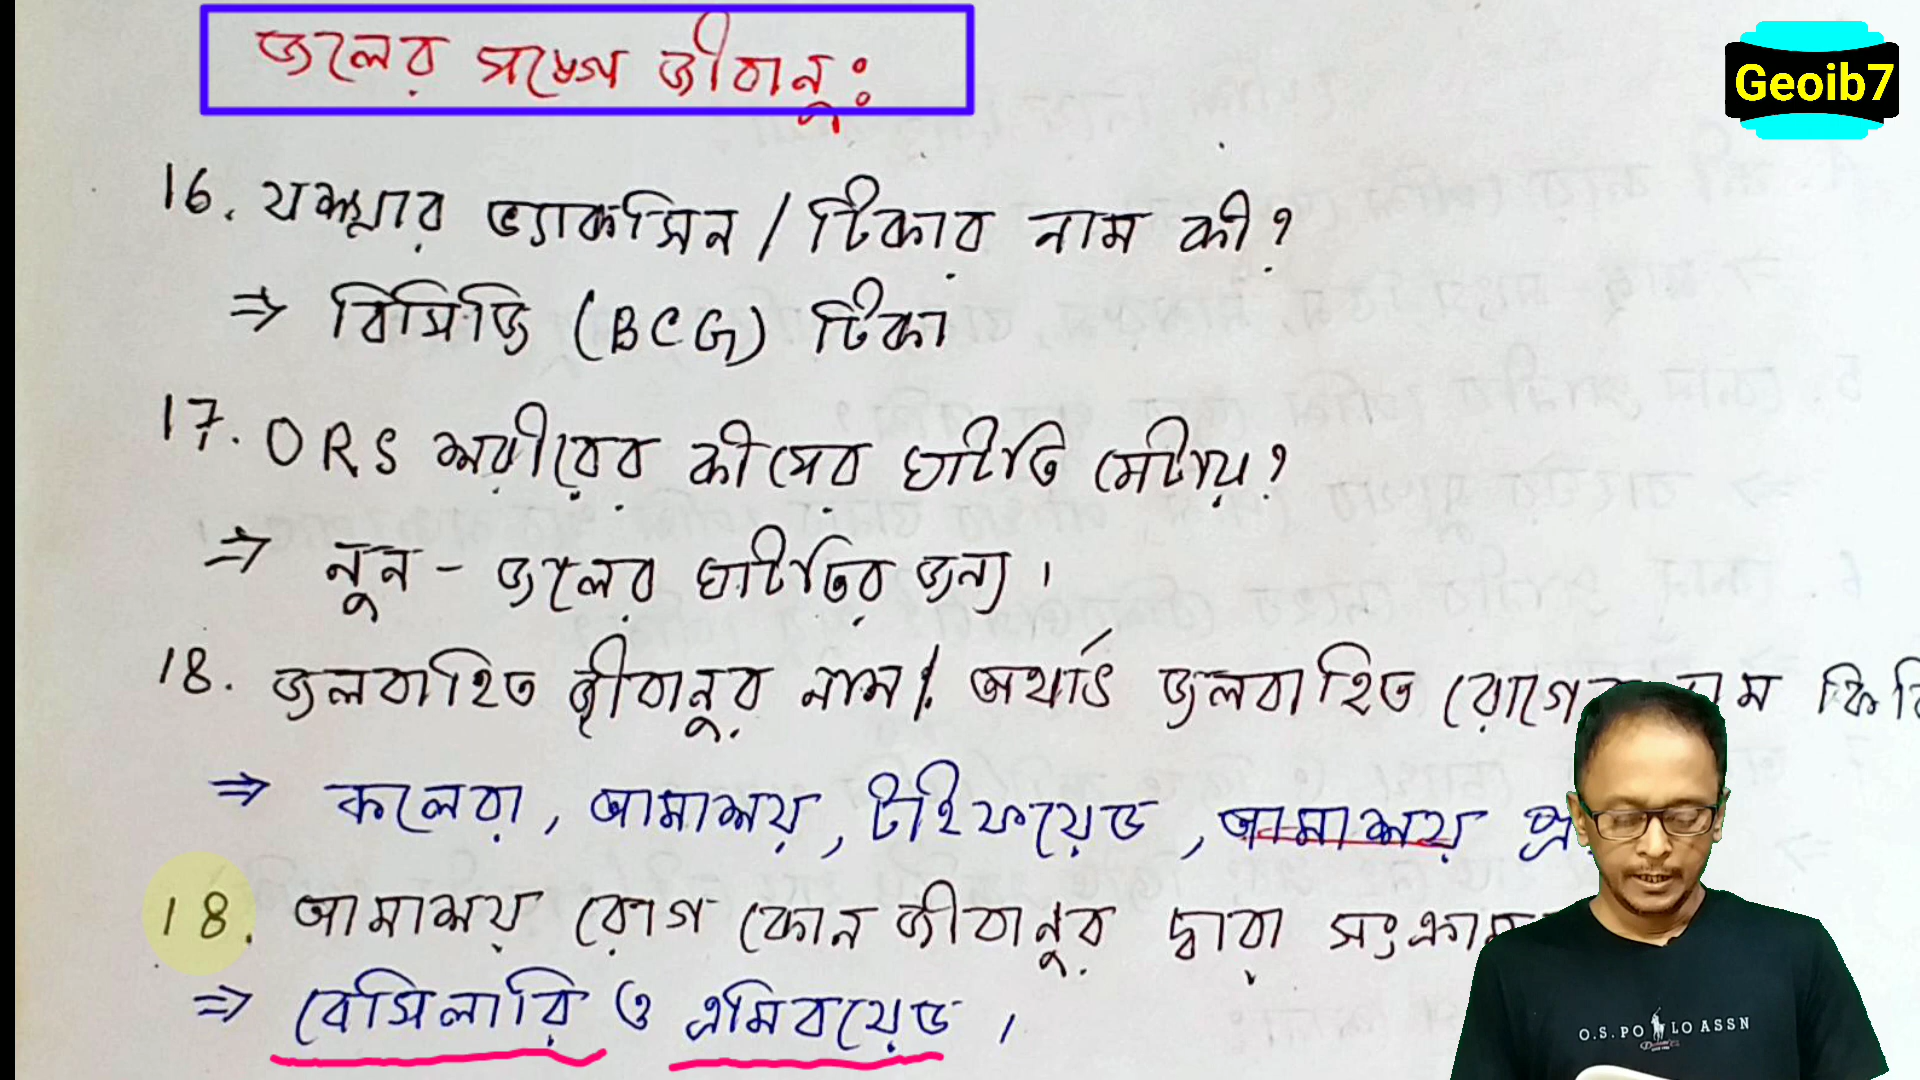 জলের সঙ্গে জীবানু:
Geoib7
16. যক্ষ্মার ভ্যাকসিন / টিকার নাম কী?
⇒ বিসিজি (BCG) টিকা
17. ORS শরীরের কীসের ঘাটতি মেটায়?
⇒ নুন - জলের ঘাটতির জন্য।
18. জলবাহিত জীবানুর নাম! অর্থাৎ জলবাহিত রোগের নাম কি
⇒ কলেরা, আমাশয়, টাইফয়েড, আমাশয়
18. আমাশয় রোগ কোন জীবানুর দ্বারা
⇒ বেসিলারি ও এমিবয়েড,
O.S. POLO ASSN